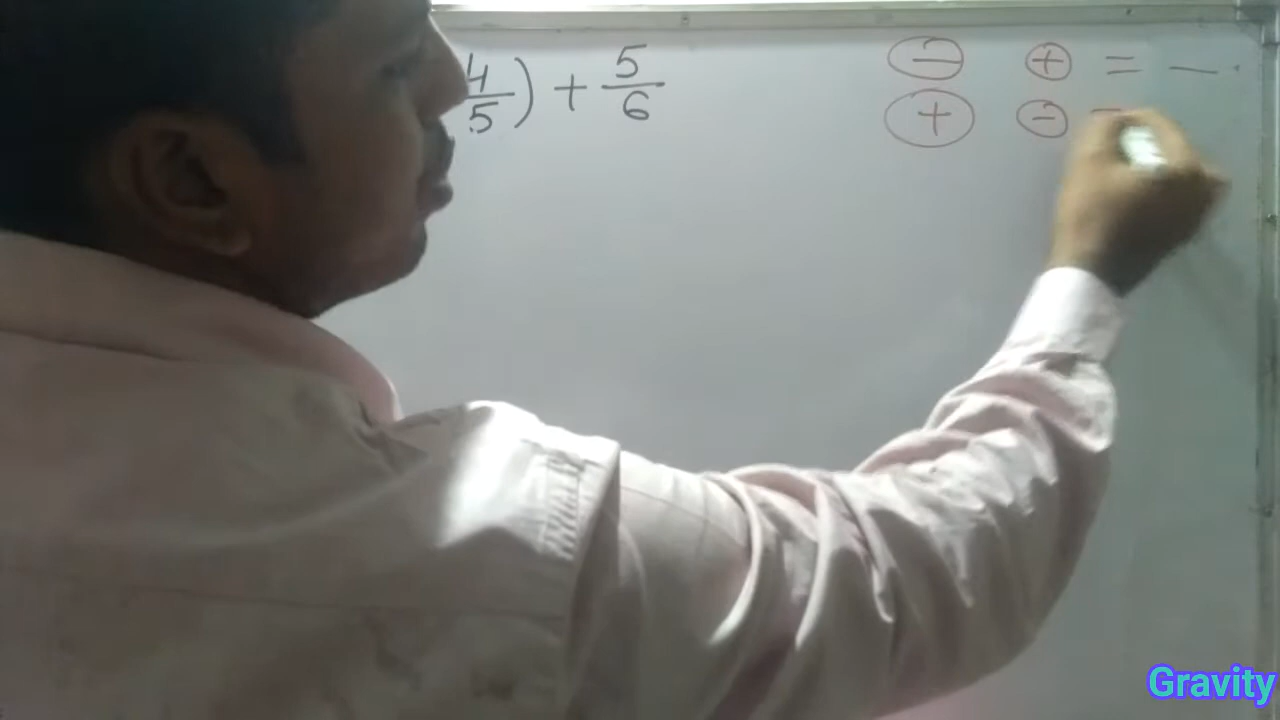 4/5) + 5/6
⊖ ⊕ = −
⊕ ⊖ =
Gravity